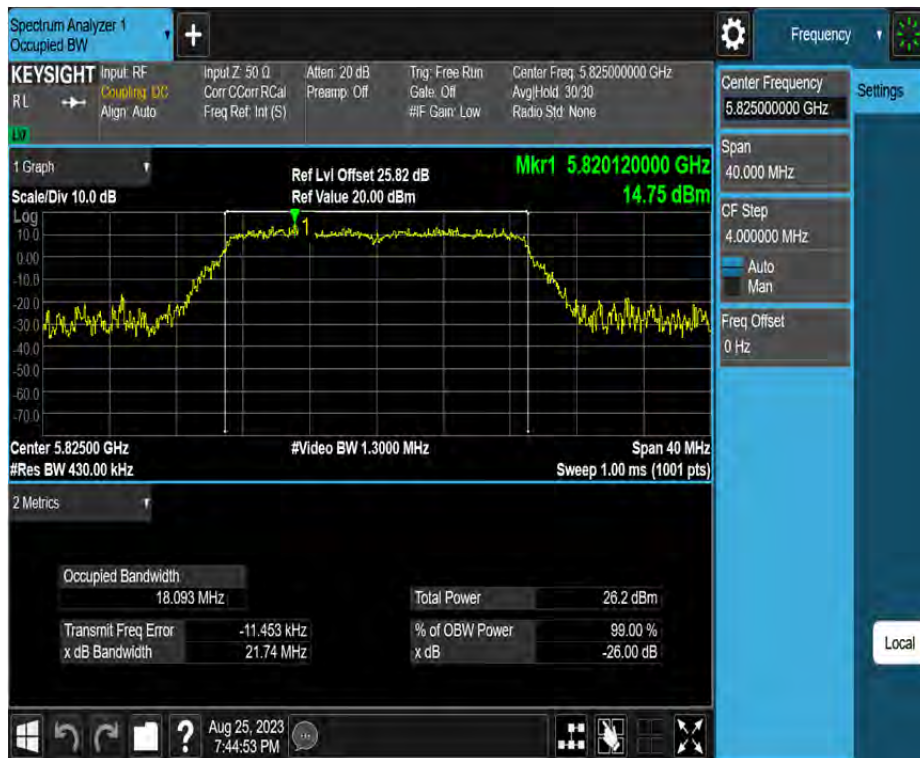 Spectrum Analyzer 1
Occupied BW
+
Frequency
KEYSIGHT
RL
Input: RF
Coupling: DC
Align: Auto
Input Z: 50 Ω
Corr CCorr RCal
Freq Ref: Int (S)
Atten: 20 dB
Preamp: Off
Trig: Free Run
Gate: Off
#IF Gain: Low
Center Freq: 5.825000000 GHz
Avg|Hold: 30/30
Radio Std: None
Center Frequency
5.825000000 GHz
Settings
Span
40.000 MHz
CF Step
4.000000 MHz
Auto
Man
Freq Offset
0 Hz
1 Graph
Scale/Div 10.0 dB
Ref Lvl Offset 25.82 dB
Ref Value 20.00 dBm
Mkr1 5.820120000 GHz
14.75 dBm
Log
10.0
0.00
-10.0
-20.0
-30.0
-40.0
-50.0
-60.0
-70.0
1
Center 5.82500 GHz
#Res BW 430.00 kHz
#Video BW 1.3000 MHz
Span 40 MHz
Sweep 1.00 ms (1001 pts)
2 Metrics
Occupied Bandwidth
18.093 MHz
Total Power 26.2 dBm
Transmit Freq Error -11.453 kHz
% of OBW Power 99.00 %
x dB Bandwidth 21.74 MHz
x dB -26.00 dB
Local
?
Aug 25, 2023
7:44:53 PM